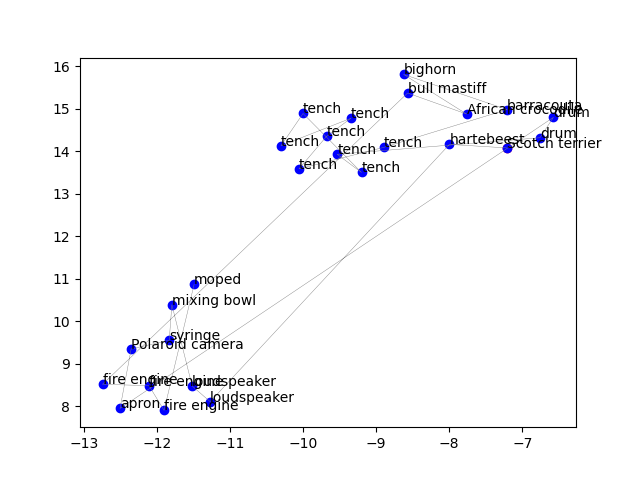 16
15
14
13
12
11
10
9
8
bighorn
bull mastiff
African crocodile
barracouta
drum
drum
tench
tench
tench
tench
tench
tench
tench
tench
hartebeest
Scotch terrier
moped
mixing bowl
syringe
Polaroid camera
fire engine
fire engine
loudspeaker
loudspeaker
apron
fire engine
−13
−12
−11
−10
−9
−8
−7